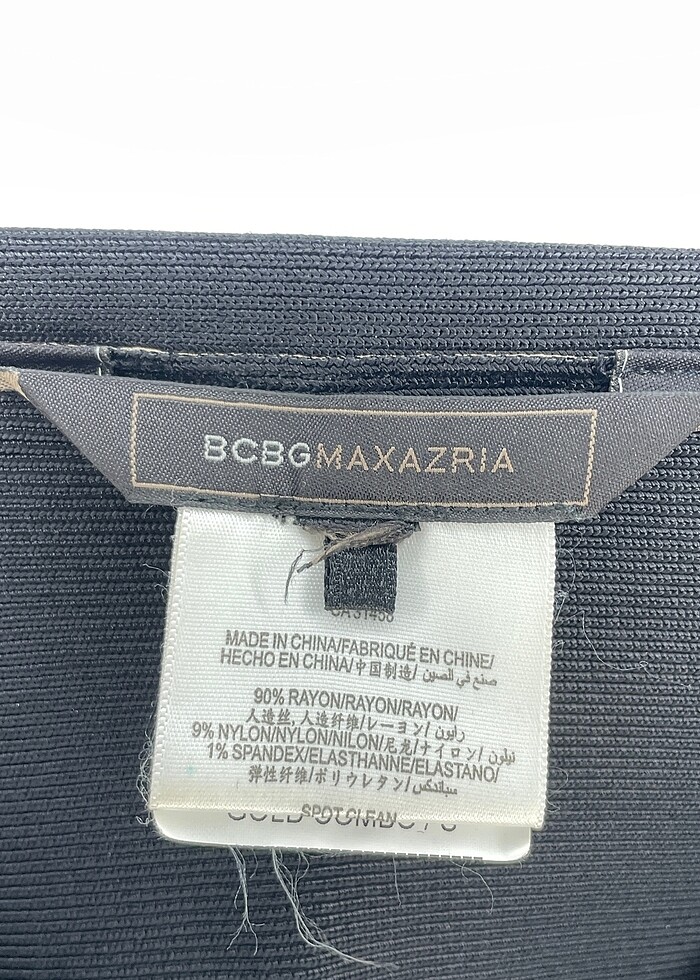 BCBGMAXAZRIA
CA 31458
MADE IN CHINA/FABRIQUÉ EN CHINE/
HECHO EN CHINA/中国制造/ صنع في الصين
90% RAYON/RAYON/RAYON/
人造丝, 人造纤维/レーヨン/ رايون
9% NYLON/NYLON/NILON/尼龙/ナイロン/ نيلون
1% SPANDEX/ELASTHANNE/ELASTANO/
弹性纤维/ポリウレタン/ سباندكس
SPOT CLEAN